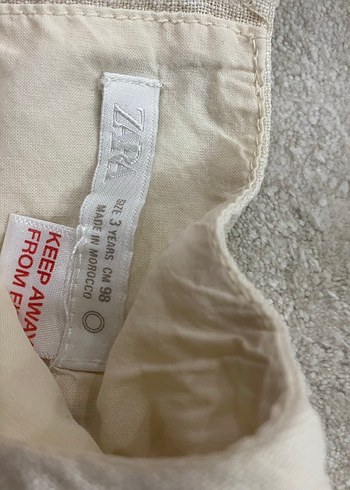 ZARA
SIZE 3 YEARS CM 98
MADE IN MOROCCO
KEEP AWAY
FROM